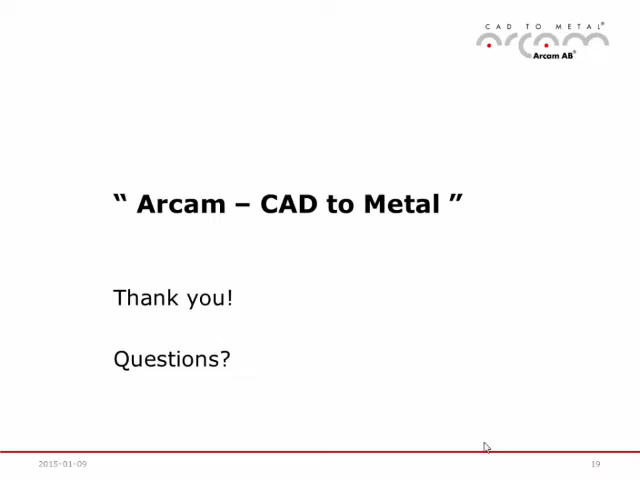 CAD TO METAL®
arcam
Arcam AB®
“ Arcam – CAD to Metal ”
Thank you!
Questions?
2015-01-09
19